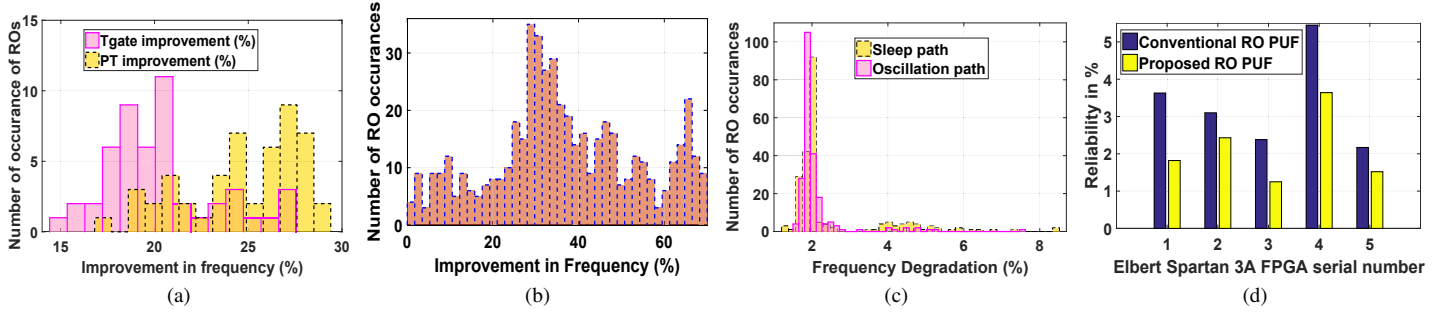 Number of occurance of ROs
15
10
5
0
Tgate improvement (%)
PT improvement (%)
15 20 25 30
Improvement in frequency (%)
(a)
Number of RO occurances
30
20
10
0
0 20 40 60
Improvement in Frequency (%)
(b)
Number of RO occurances
100
80
60
40
20
0
Sleep path
Oscillation path
2 4 6 8
Frequency Degradation (%)
(c)
Reliability in %
5
4
3
2
1
0
Conventional RO PUF
Proposed RO PUF
1 2 3 4 5
Elbert Spartan 3A FPGA serial number
(d)